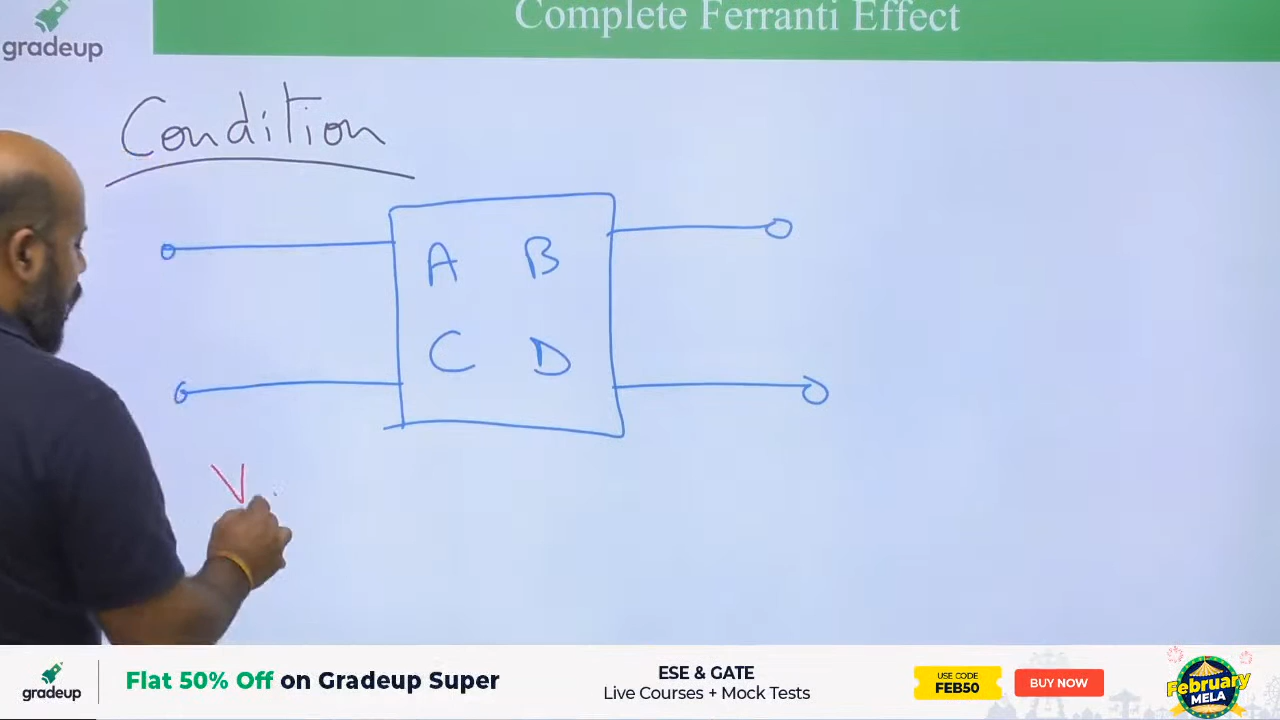 Complete Ferranti Effect
gradeup
Condition
A B
C D
V
gradeup
Flat 50% Off on Gradeup Super
ESE & GATE
Live Courses + Mock Tests
USE CODE
FEB50
BUY NOW
February
MELA